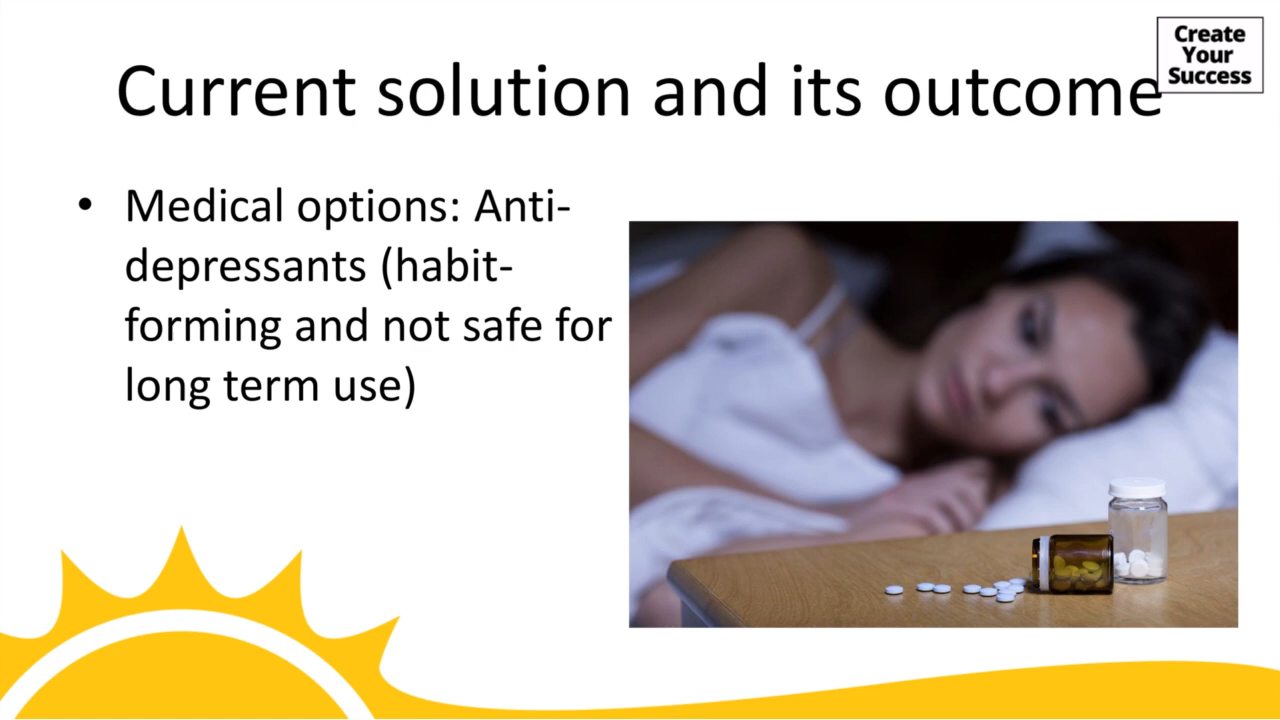 Create
Your
Success
Current solution and its outcome
• Medical options: Anti-
depressants (habit-
forming and not safe for
long term use)